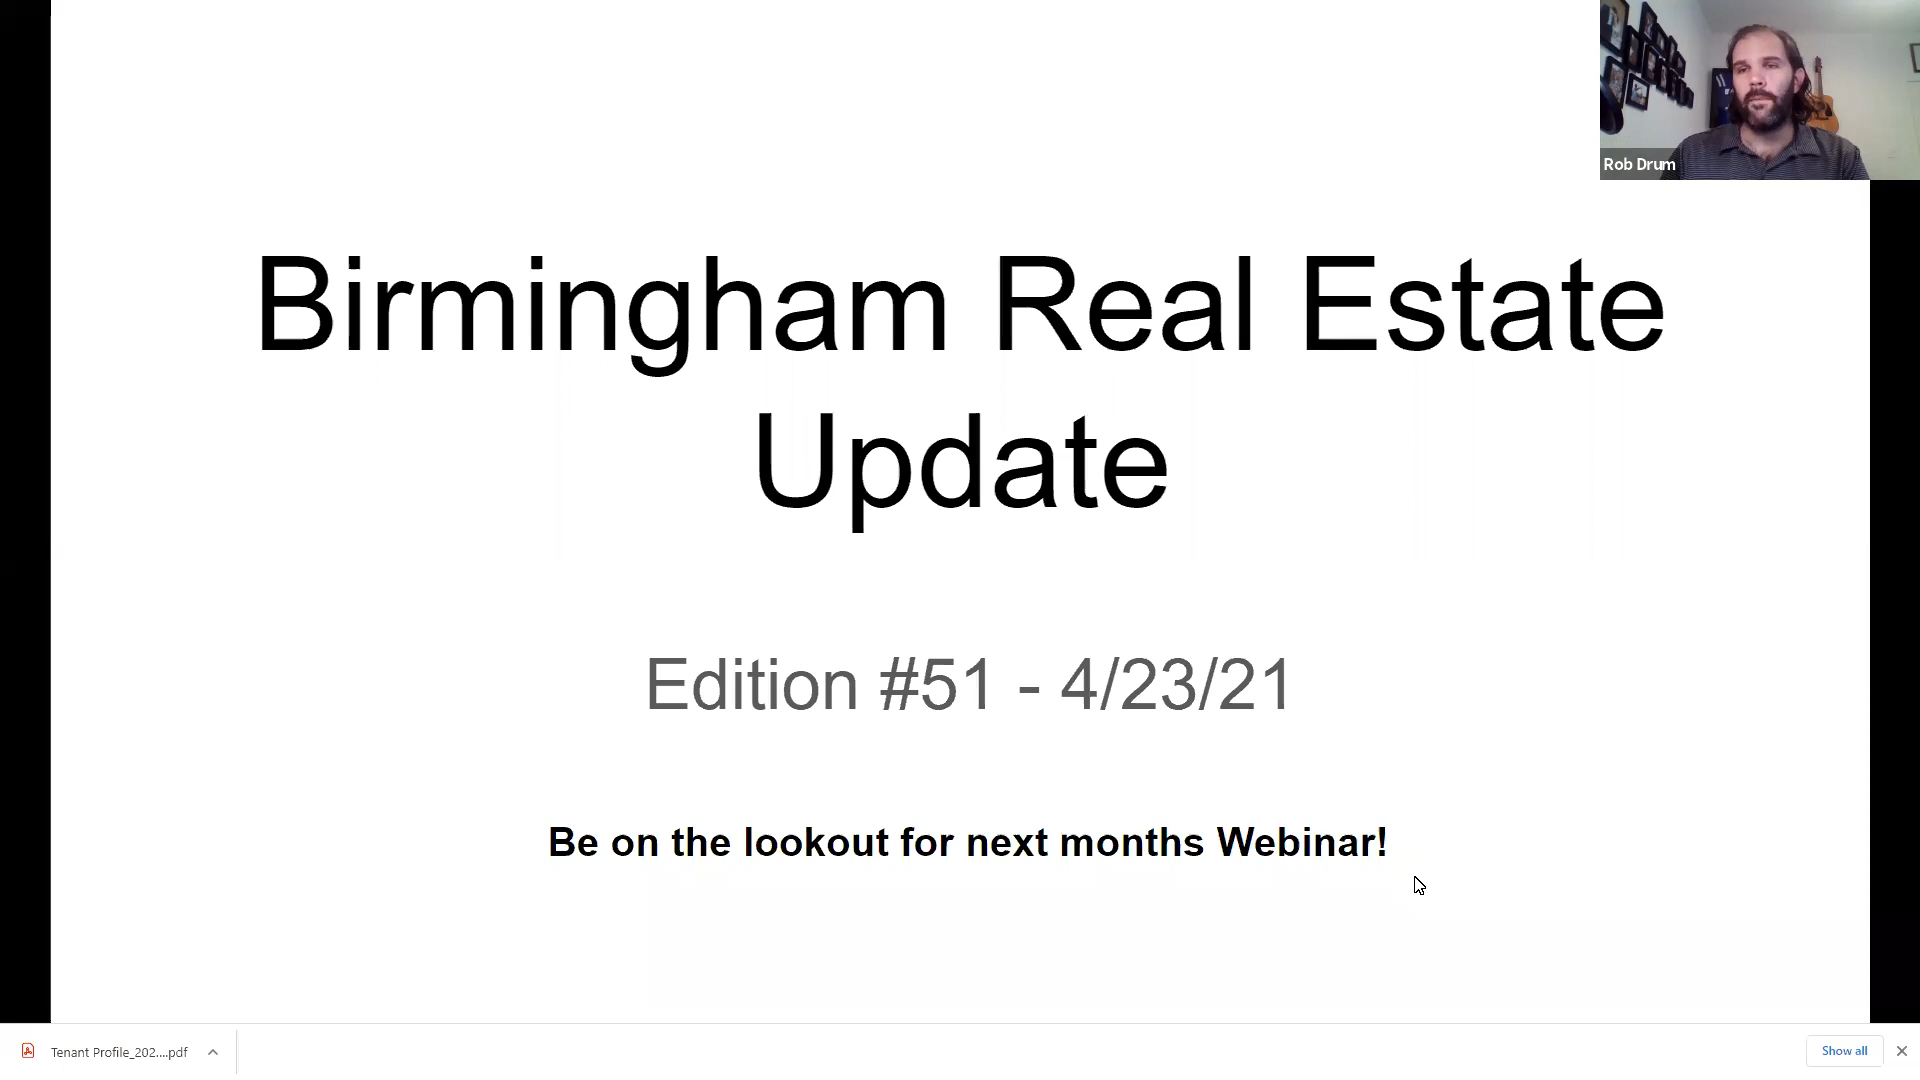 Rob Drum
Birmingham Real Estate
Update
Edition #51 - 4/23/21
Be on the lookout for next months Webinar!
Tenant Profile_202....pdf
Show all